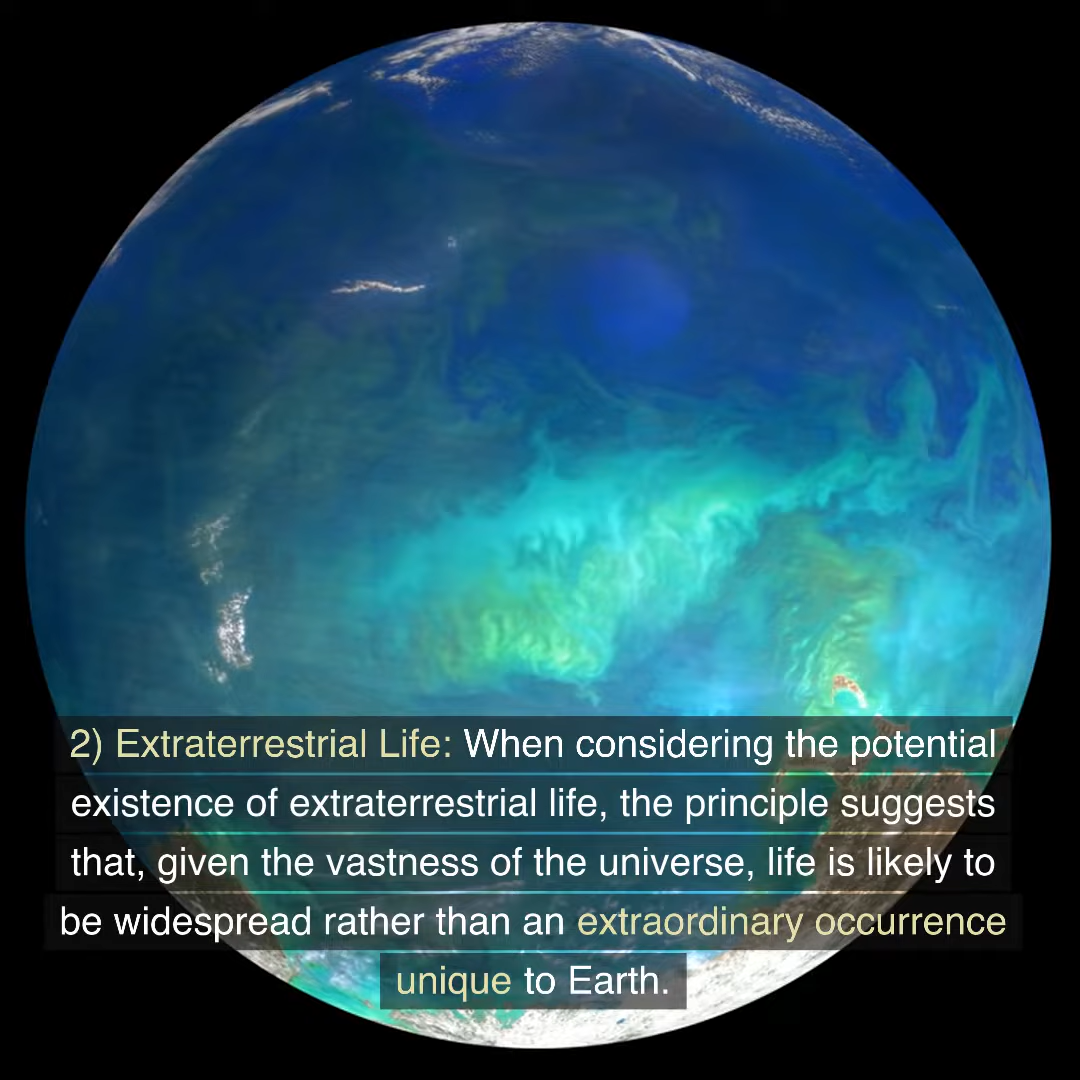 2) Extraterrestrial Life: When considering the potential
existence of extraterrestrial life, the principle suggests
that, given the vastness of the universe, life is likely to
be widespread rather than an extraordinary occurrence
unique to Earth.